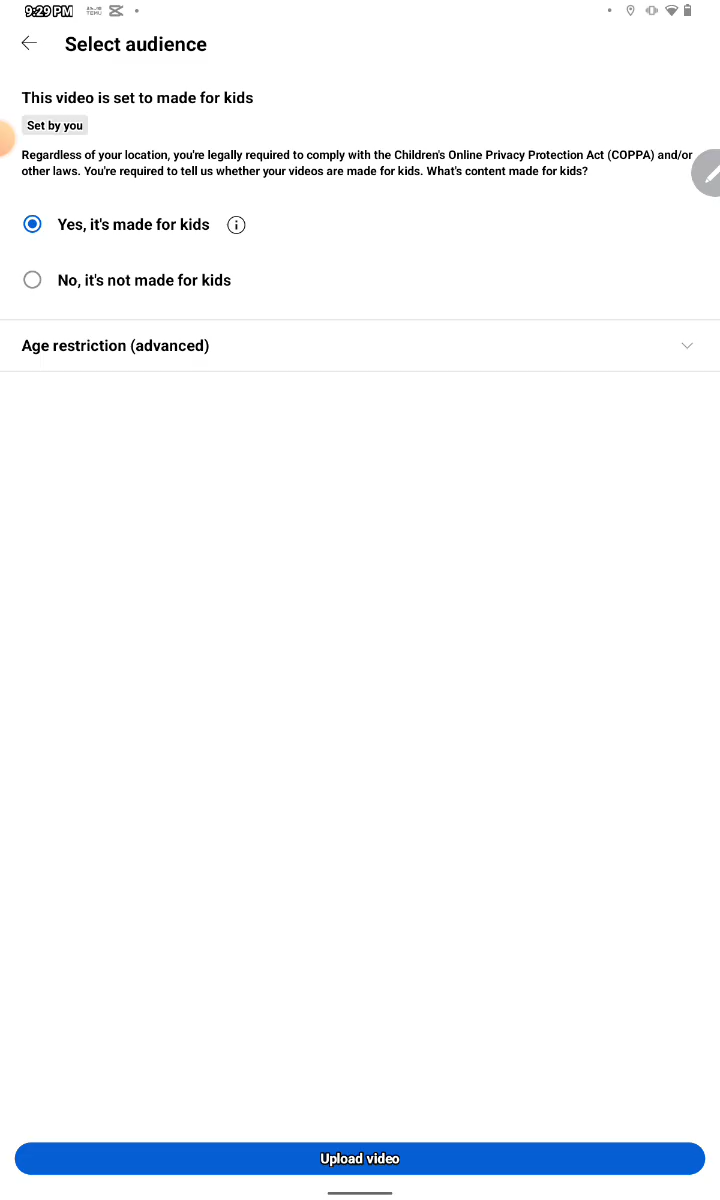 9:29 PM
Select audience
This video is set to made for kids
Set by you
Regardless of your location, you're legally required to comply with the Children's Online Privacy Protection Act (COPPA) and/or
other laws. You're required to tell us whether your videos are made for kids. What's content made for kids?
Yes, it's made for kids
No, it's not made for kids
Age restriction (advanced)
Upload video